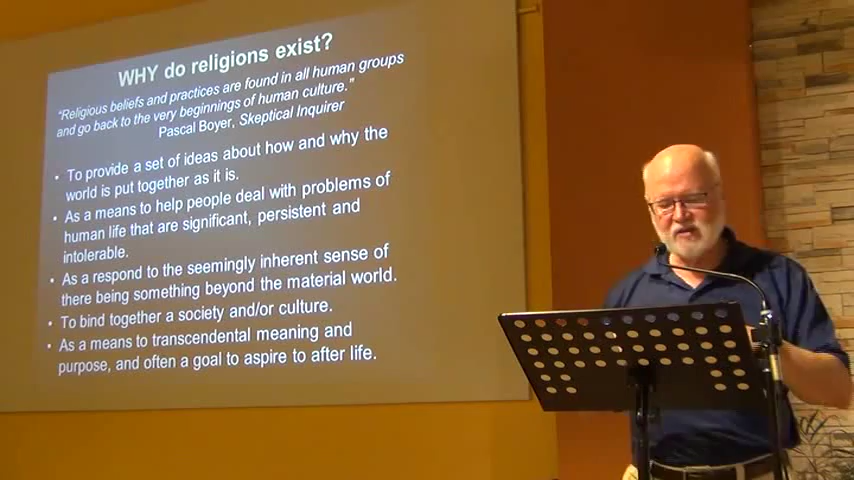 WHY do religions exist?
"Religious beliefs and practices are found in all human groups
and go back to the very beginnings of human culture."
Pascal Boyer, Skeptical Inquirer
• To provide a set of ideas about how and why the
world is put together as it is.
• As a means to help people deal with problems of
human life that are significant, persistent and
intolerable.
• As a respond to the seemingly inherent sense of
there being something beyond the material world.
• To bind together a society and/or culture.
• As a means to transcendental meaning and
purpose, and often a goal to aspire to after life.